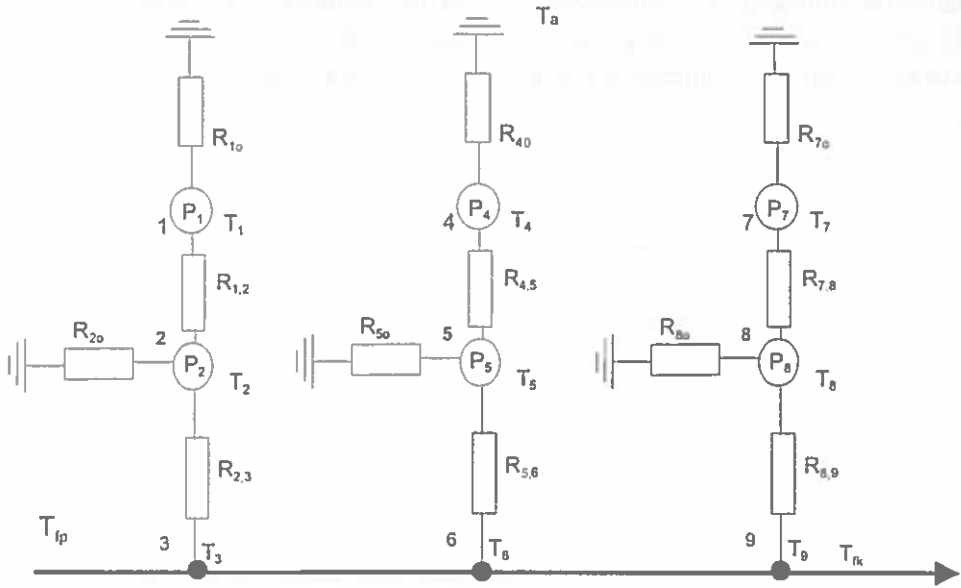 Tₐ
R₁ₒ
R₄₀
R₇ₒ
1 P₁ T₁
4 P₄ T₄
7 P₇ T₇
R₁,₂
R₄,₅
R₇,₈
R₂ₒ 2
R₅ₒ 5
R₈ₒ 8
P₂ T₂
P₅ T₅
P₈ T₈
R₂,₃
R₅,₆
R₈,₉
T_fp 3 T₃
6 T₆
9 T₉ T_fk